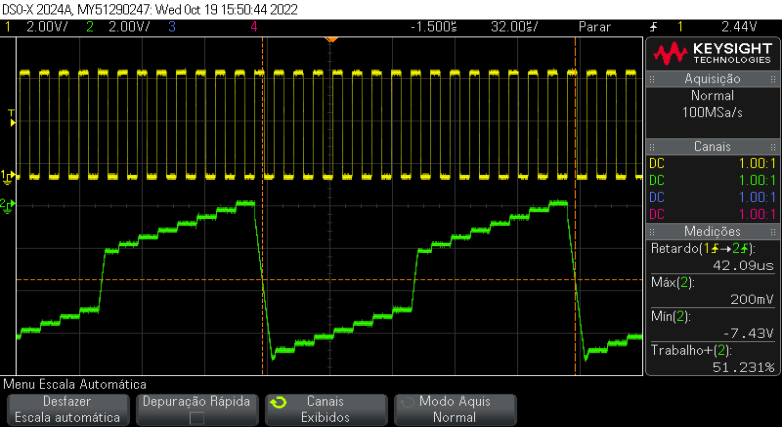 DSO-X 2024A, MY51290247: Wed Oct 19 15:50:44 2022
1 2.00V/ 2 2.00V/ 3 4 -1.500s 32.00s/ Parar 1 2.44V
KEYSIGHT
TECHNOLOGIES
Aquisição
Normal
100MSa/s
Canais
DC 1.00:1
DC 1.00:1
DC 1.00:1
DC 1.00:1
Medições
Retardo(1→2):
42.09us
Máx(2):
200mV
Mín(2):
-7.43V
Trabalho+(2):
51.231%
T
1
2
Menu Escala Automática
Desfazer
Escala automática
Depuração Rápida
Canais
Exibidos
Modo Aquis
Normal